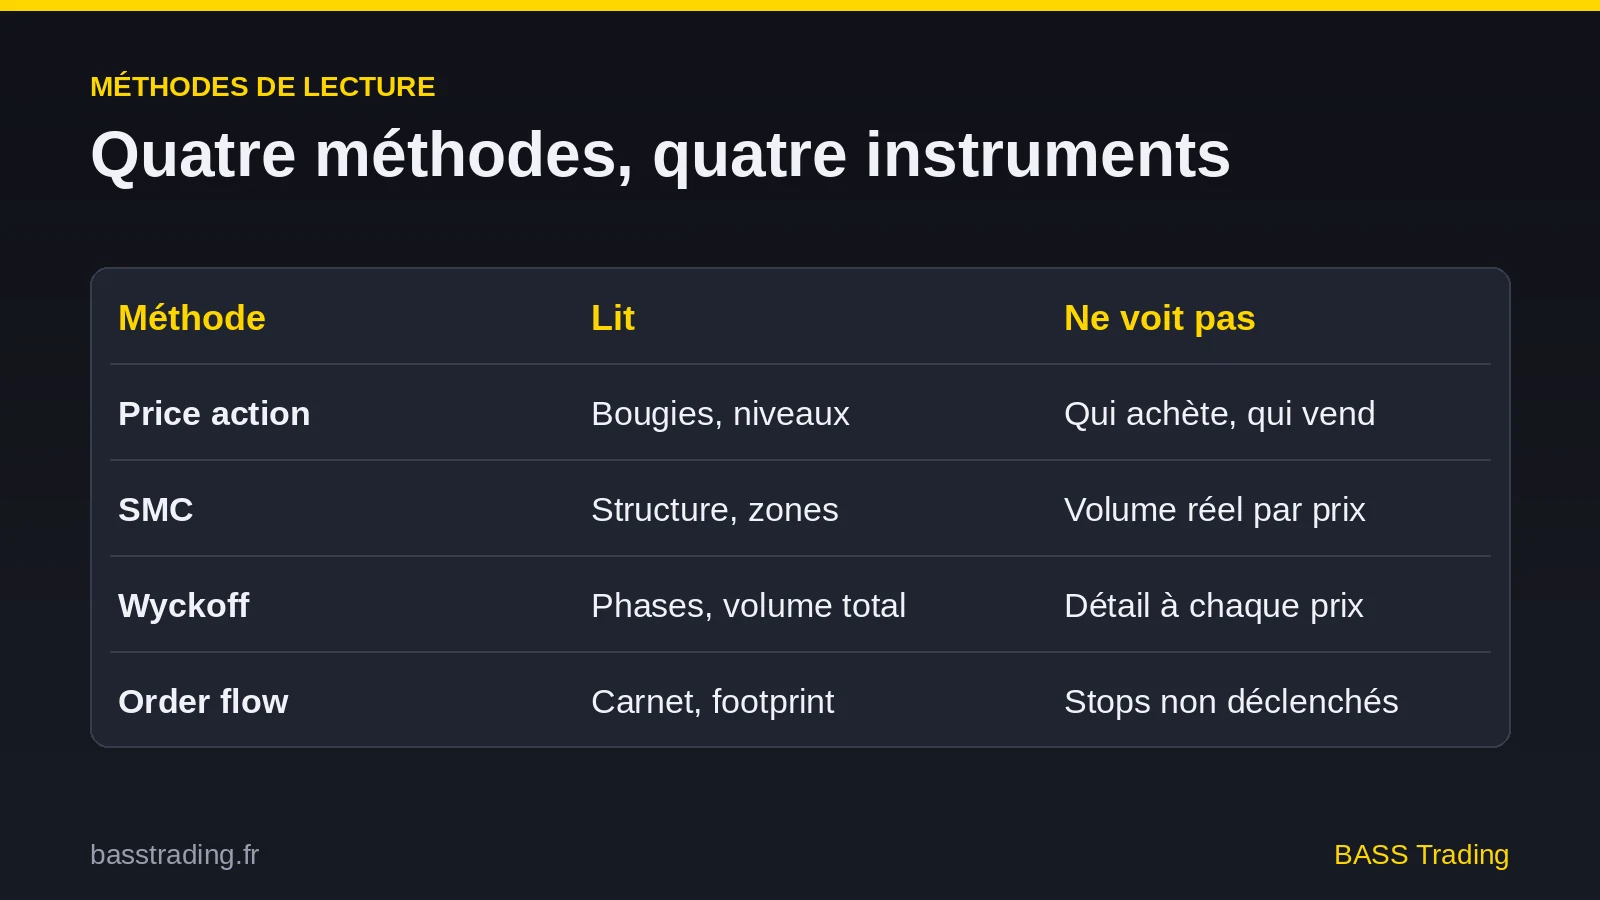 MÉTHODES DE LECTURE
Quatre méthodes, quatre instruments
Méthode Lit Ne voit pas
Price action Bougies, niveaux Qui achète, qui vend
SMC Structure, zones Volume réel par prix
Wyckoff Phases, volume total Détail à chaque prix
Order flow Carnet, footprint Stops non déclenchés
basstrading.fr BASS Trading